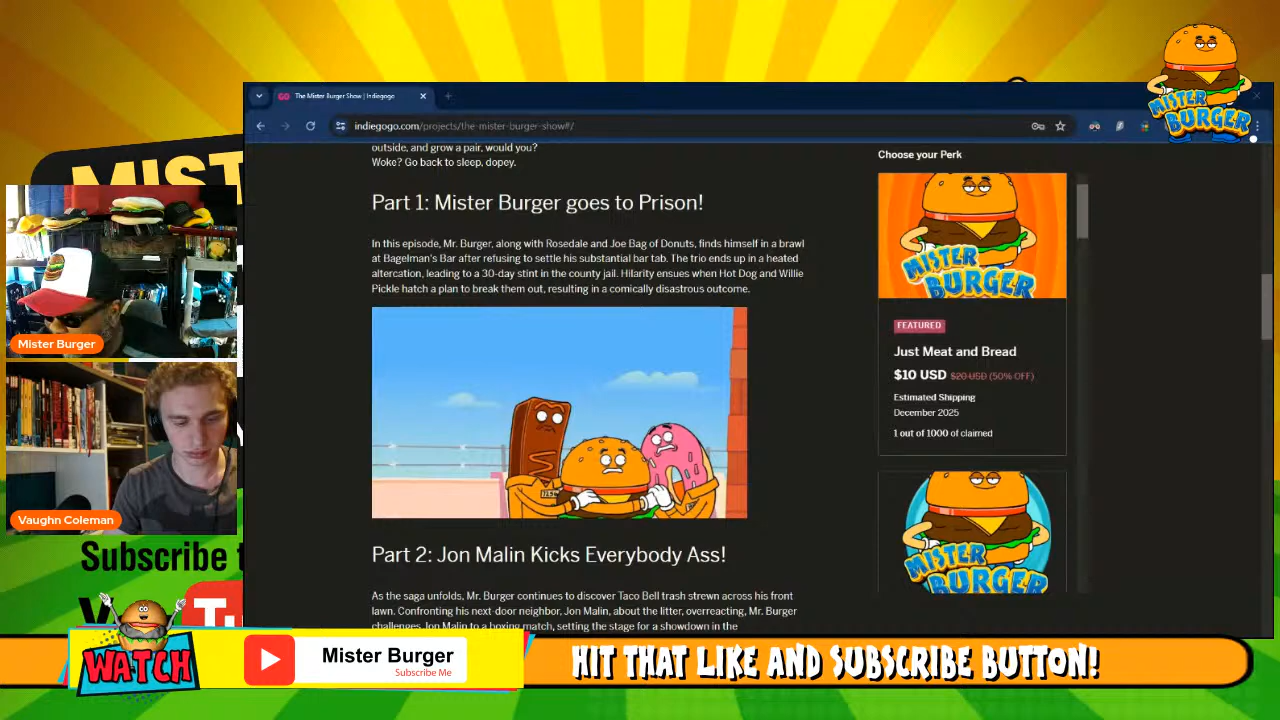 The Mister Burger Show | Indiegogo
indiegogo.com/projects/the-mister-burger-show#/
MISTER
BURGER
MISTE
outside, and grow a pair, would you?
Woke? Go back to sleep, dopey.
Part 1: Mister Burger goes to Prison!
In this episode, Mr. Burger, along with Rosedale and Joe Bag of Donuts, finds himself in a brawl
at Bagelman's Bar after refusing to settle his substantial bar tab. The trio ends up in a heated
altercation, leading to a 30-day stint in the county jail. Hilarity ensues when Hot Dog and Willie
Pickle hatch a plan to break them out, resulting in a comically disastrous outcome.
Part 2: Jon Malin Kicks Everybody Ass!
As the saga unfolds, Mr. Burger continues to discover Taco Bell trash strewn across his front
lawn. Confronting his next-door neighbor, Jon Malin, about the litter, overreacting, Mr. Burger
challenges Jon Malin to a boxing match, setting the stage for a showdown in the
Choose your Perk
MISTER
BURGER
FEATURED
Just Meat and Bread
$10 USD $20 USD (50% OFF)
Estimated Shipping
December 2025
1 out of 1000 of claimed
MISTER
BURGER
Mister Burger
Vaughn Coleman
Subscribe t
WATCH
Mister Burger
Subscribe Me
HIT THAT LIKE AND SUBSCRIBE BUTTON!